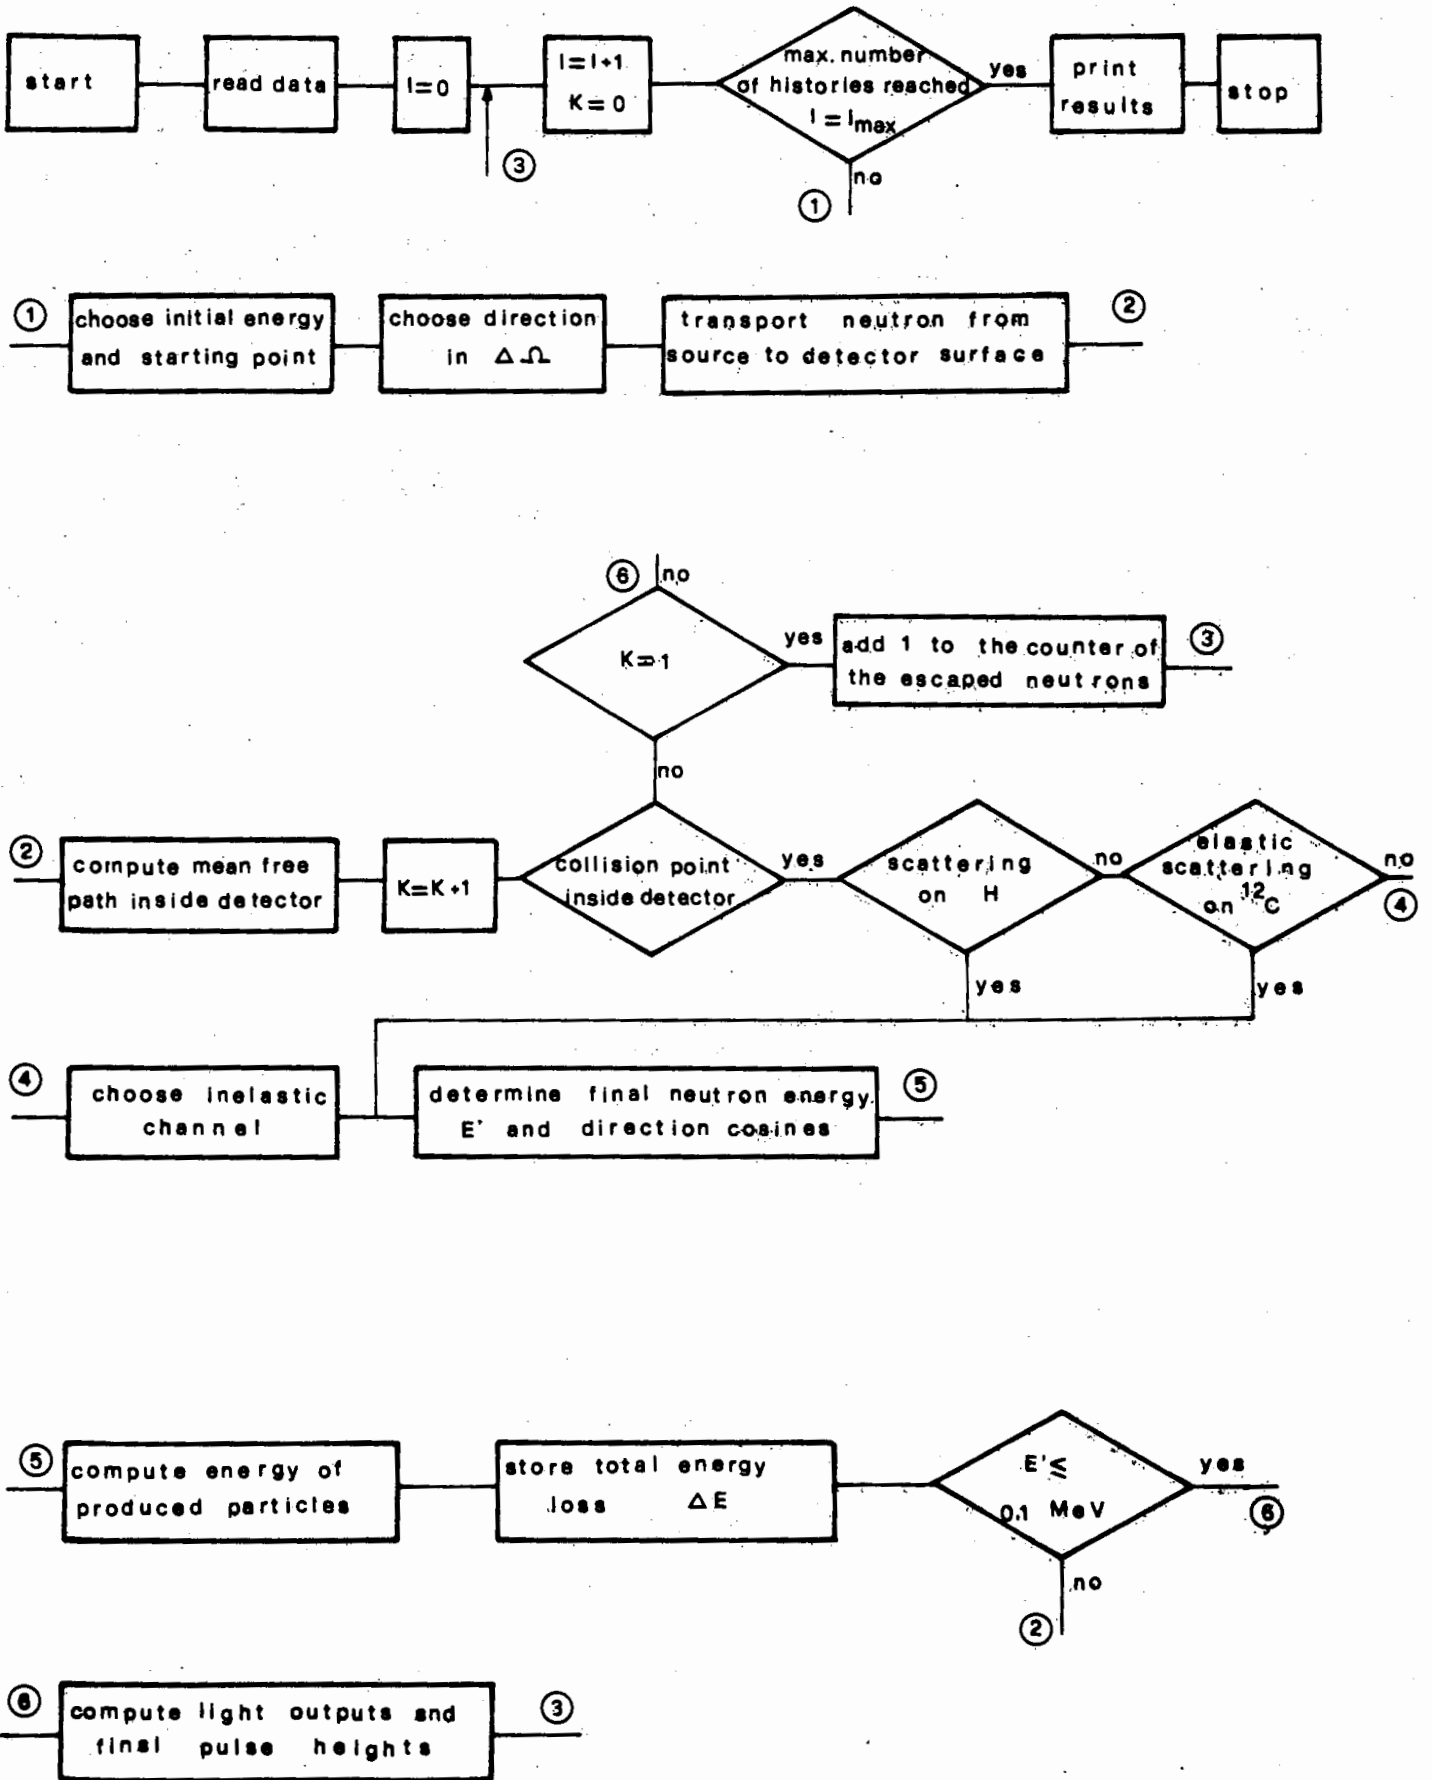 start
read data
I=0
③
I=I+1
K=0
max. number
of histories reached
I=Imax
yes
no
①
print
results
stop
①
choose initial energy
and starting point
choose direction
in ΔΩ
transport neutron from
source to detector surface
②
⑥
no
K=1
yes
add 1 to the counter of
the escaped neutrons
③
no
②
compute mean free
path inside detector
K=K+1
collision point
inside detector
yes
scattering
on H
no
elastic
scattering
on ¹²C
no
④
yes
yes
④
choose inelastic
channel
determine final neutron energy
E' and direction cosines
⑤
⑤
compute energy of
produced particles
store total energy
loss ΔE
E'≤
0.1 MeV
yes
⑥
no
②
⑥
compute light outputs and
final pulse heights
③